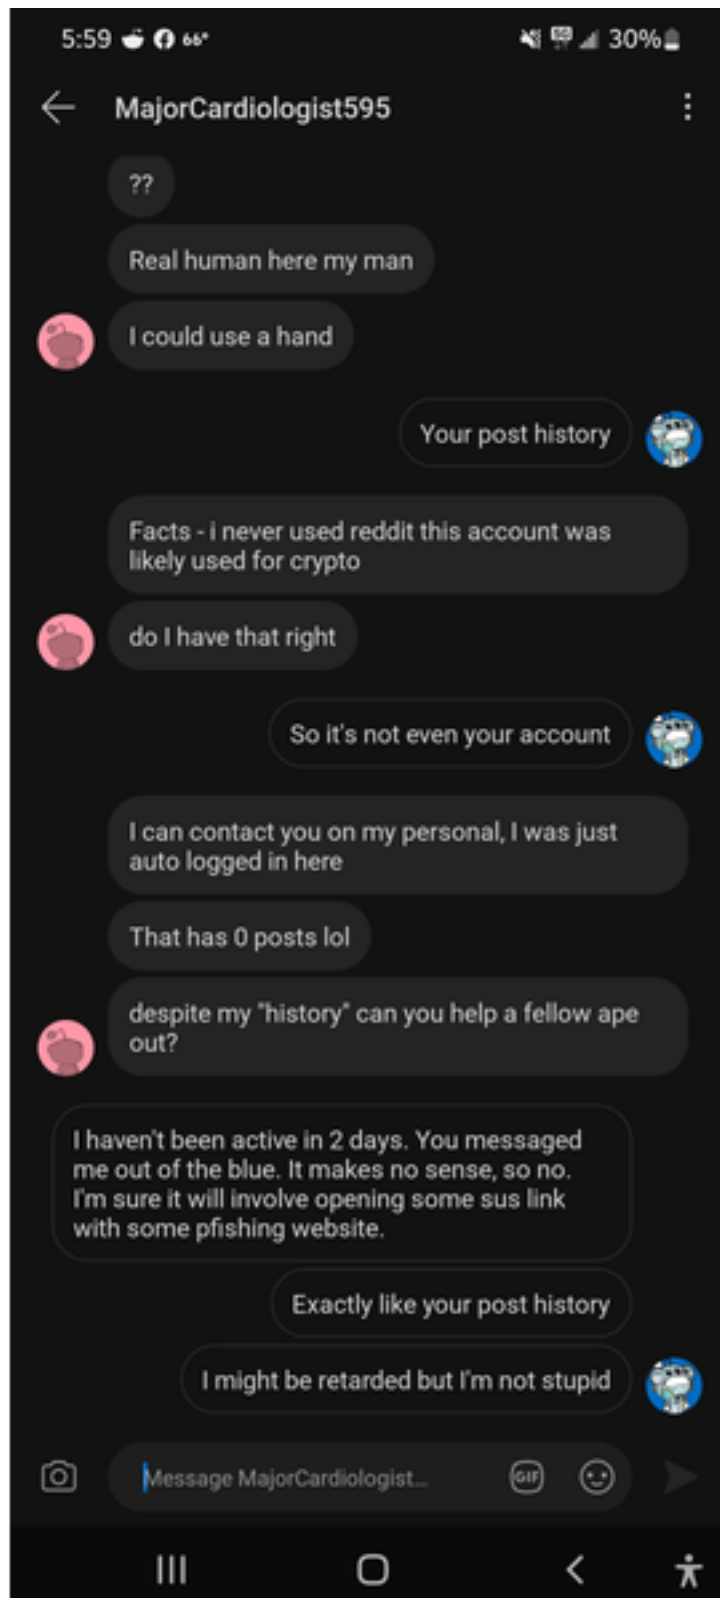 5:59 66°
30%
MajorCardiologist595
??
Real human here my man
I could use a hand
Your post history
Facts - i never used reddit this account was
likely used for crypto
do I have that right
So it's not even your account
I can contact you on my personal, I was just
auto logged in here
That has 0 posts lol
despite my "history" can you help a fellow ape
out?
I haven't been active in 2 days. You messaged
me out of the blue. It makes no sense, so no.
I'm sure it will involve opening some sus link
with some pfishing website.
Exactly like your post history
I might be retarded but I'm not stupid
Message MajorCardiologist...
GIF